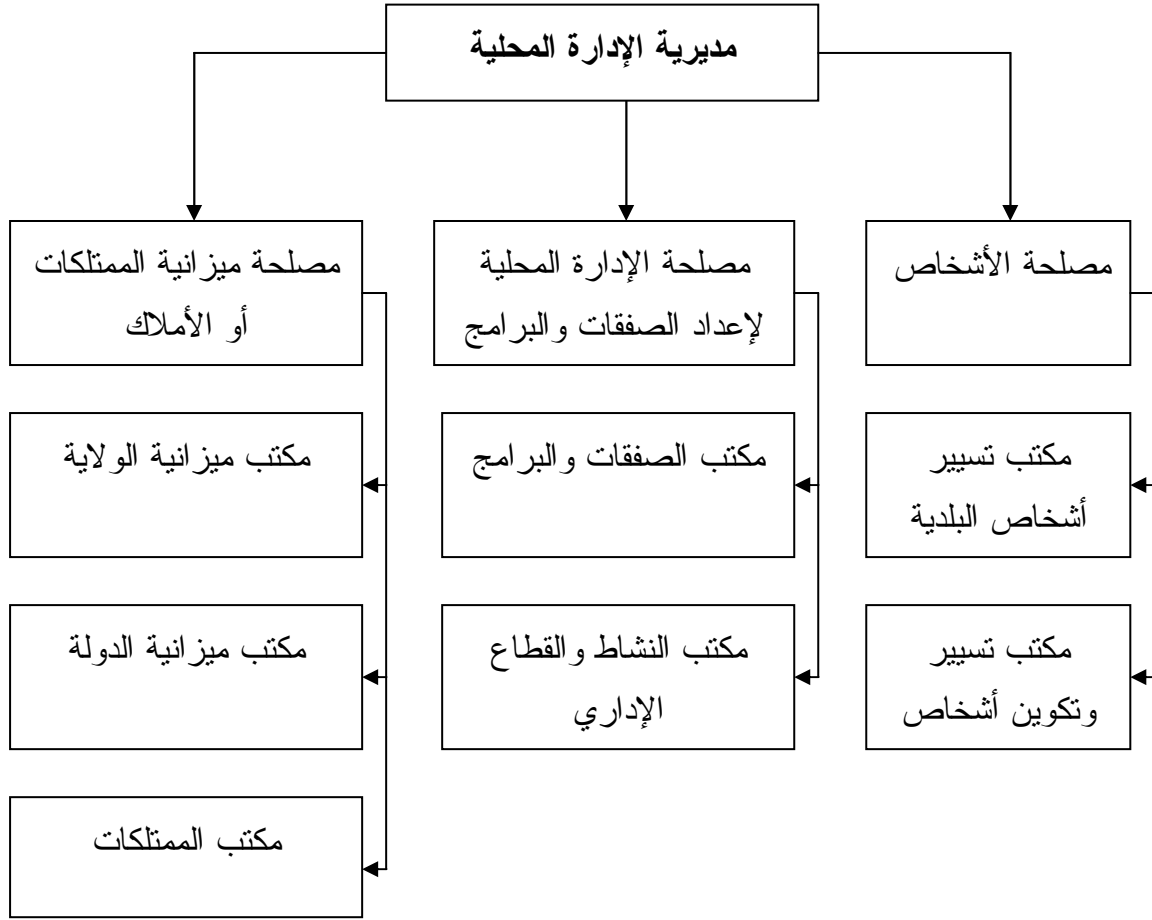 مديرية الإدارة المحلية
مصلحة الأشخاص
مصلحة الإدارة المحلية
لإعداد الصفقات والبرامج
مصلحة ميزانية الممتلكات
أو الأملاك
مكتب تسيير
أشخاص البلدية
مكتب الصفقات والبرامج
مكتب ميزانية الولاية
مكتب تسيير
وتكوين أشخاص
مكتب النشاط والقطاع
الإداري
مكتب ميزانية الدولة
مكتب الممتلكات